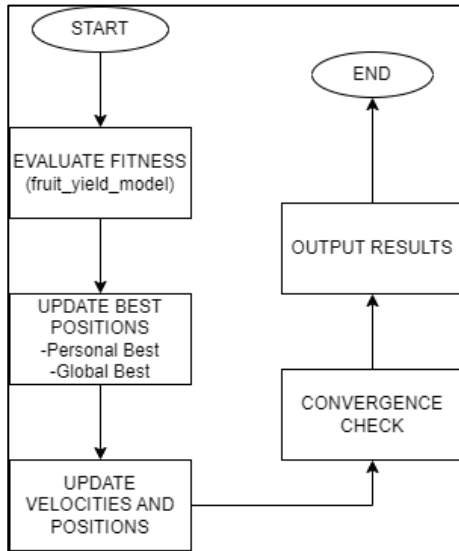 START
EVALUATE FITNESS
(fruit_yield_model)
UPDATE BEST
POSITIONS
-Personal Best
-Global Best
UPDATE
VELOCITIES AND
POSITIONS
CONVERGENCE
CHECK
OUTPUT RESULTS
END